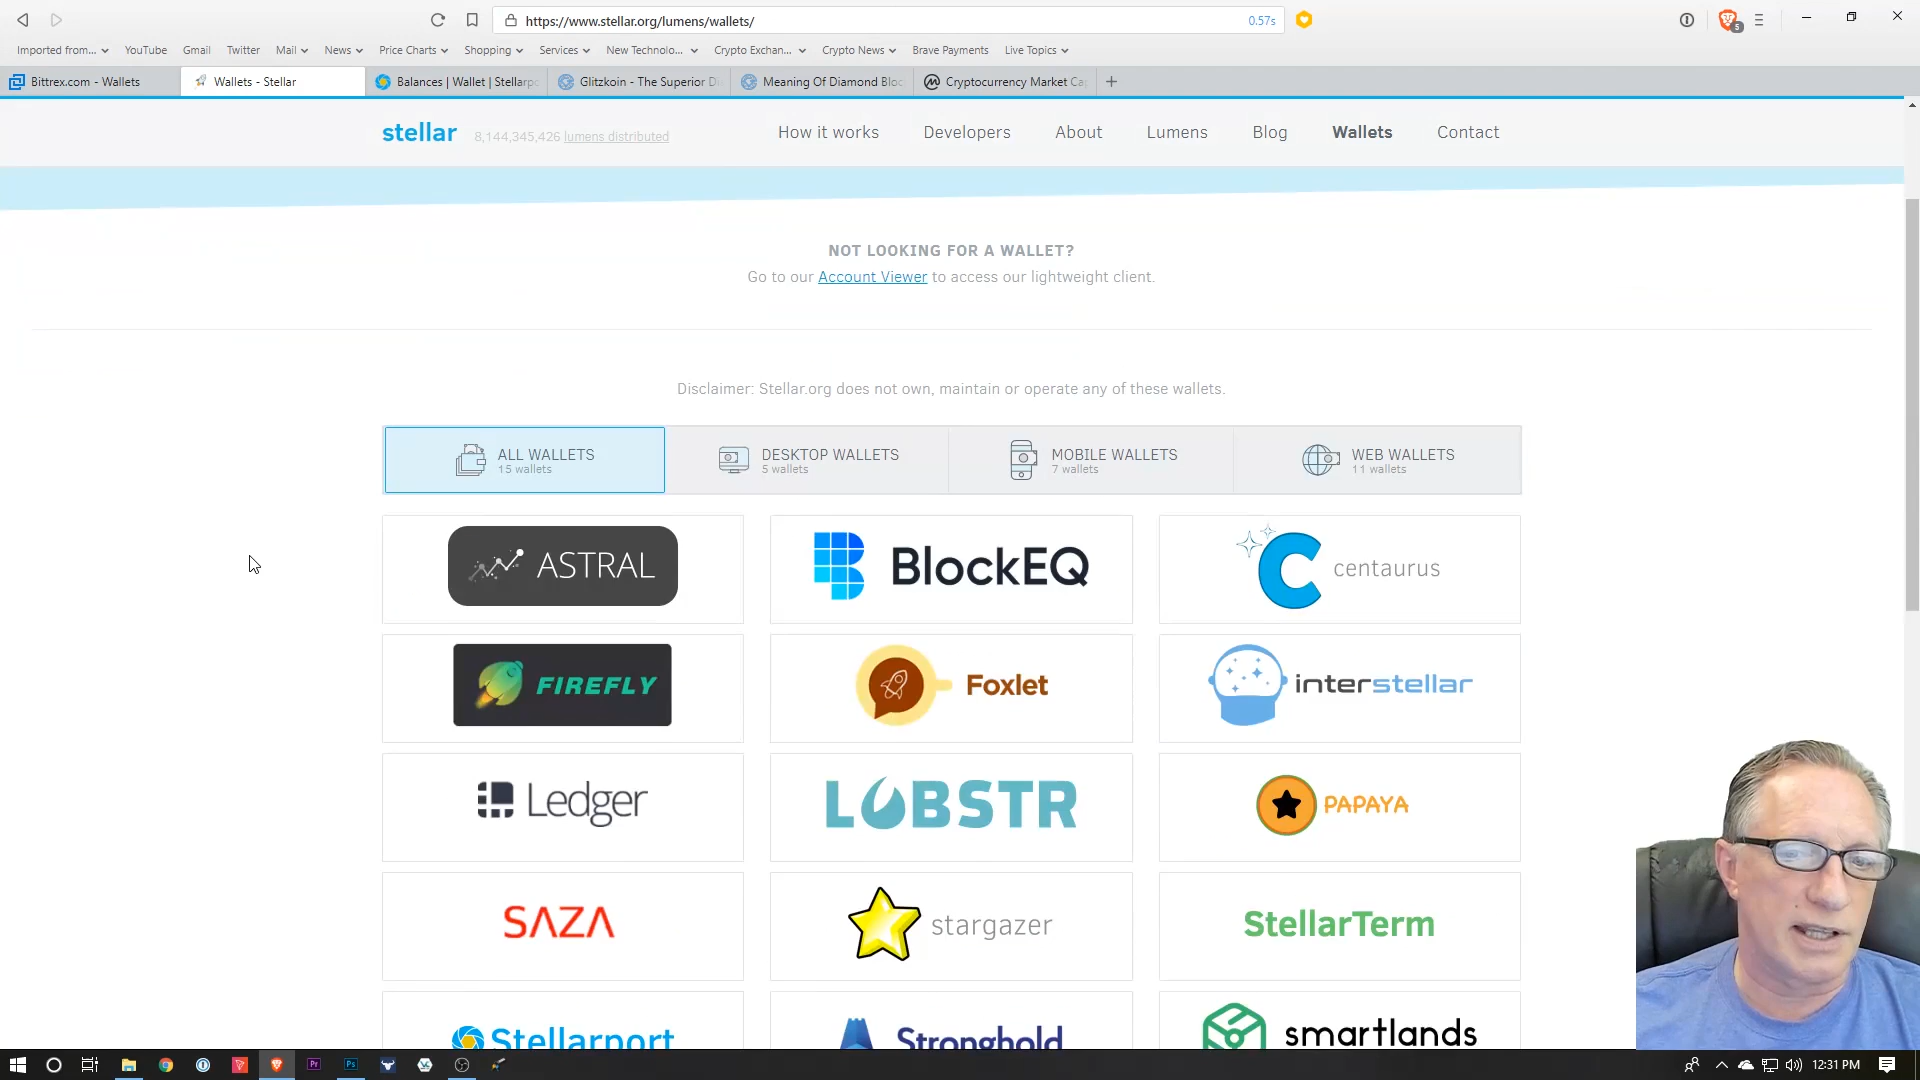 https://www.stellar.org/lumens/wallets/
0.57s
5
Imported from...
YouTube
Gmail
Twitter
Mail
News
Price Charts
Shopping
Services
New Technolo...
Crypto Exchan...
Crypto News
Brave Payments
Live Topics
Bittrex.com - Wallets
Wallets - Stellar
Balances | Wallet | Stellarpo
Glitzkoin - The Superior Di
Meaning Of Diamond Bloc
Cryptocurrency Market Ca
stellar
8,144,345,426 lumens distributed
How it works
Developers
About
Lumens
Blog
Wallets
Contact
NOT LOOKING FOR A WALLET?
Go to our Account Viewer to access our lightweight client.
Disclaimer: Stellar.org does not own, maintain or operate any of these wallets.
ALL WALLETS
15 wallets
DESKTOP WALLETS
5 wallets
MOBILE WALLETS
7 wallets
WEB WALLETS
11 wallets
ASTRAL
BlockEQ
centaurus
FIREFLY
Foxlet
interstellar
Ledger
LOBSTR
PAPAYA
SAZA
stargazer
StellarTerm
Stellarport
Stronghold
smartlands
Pr
Ps
12:31 PM